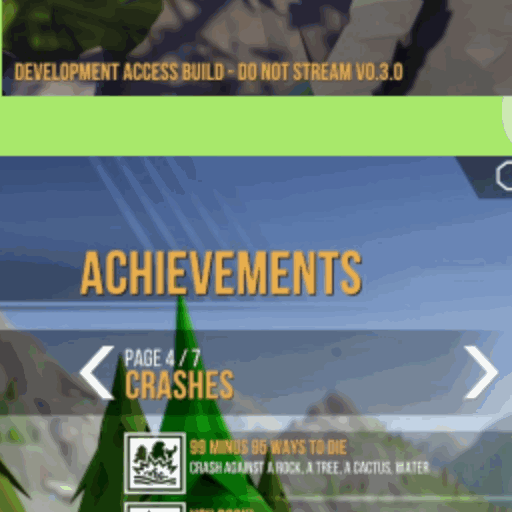 DEVELOPMENT ACCESS BUILD - DO NOT STREAM V0.3.0
ACHIEVEMENTS
PAGE 4 / 7
CRASHES
99 MINUS 96 WAYS TO DIE
CRASH AGAINST A ROCK, A TREE, A CACTUS, WATER